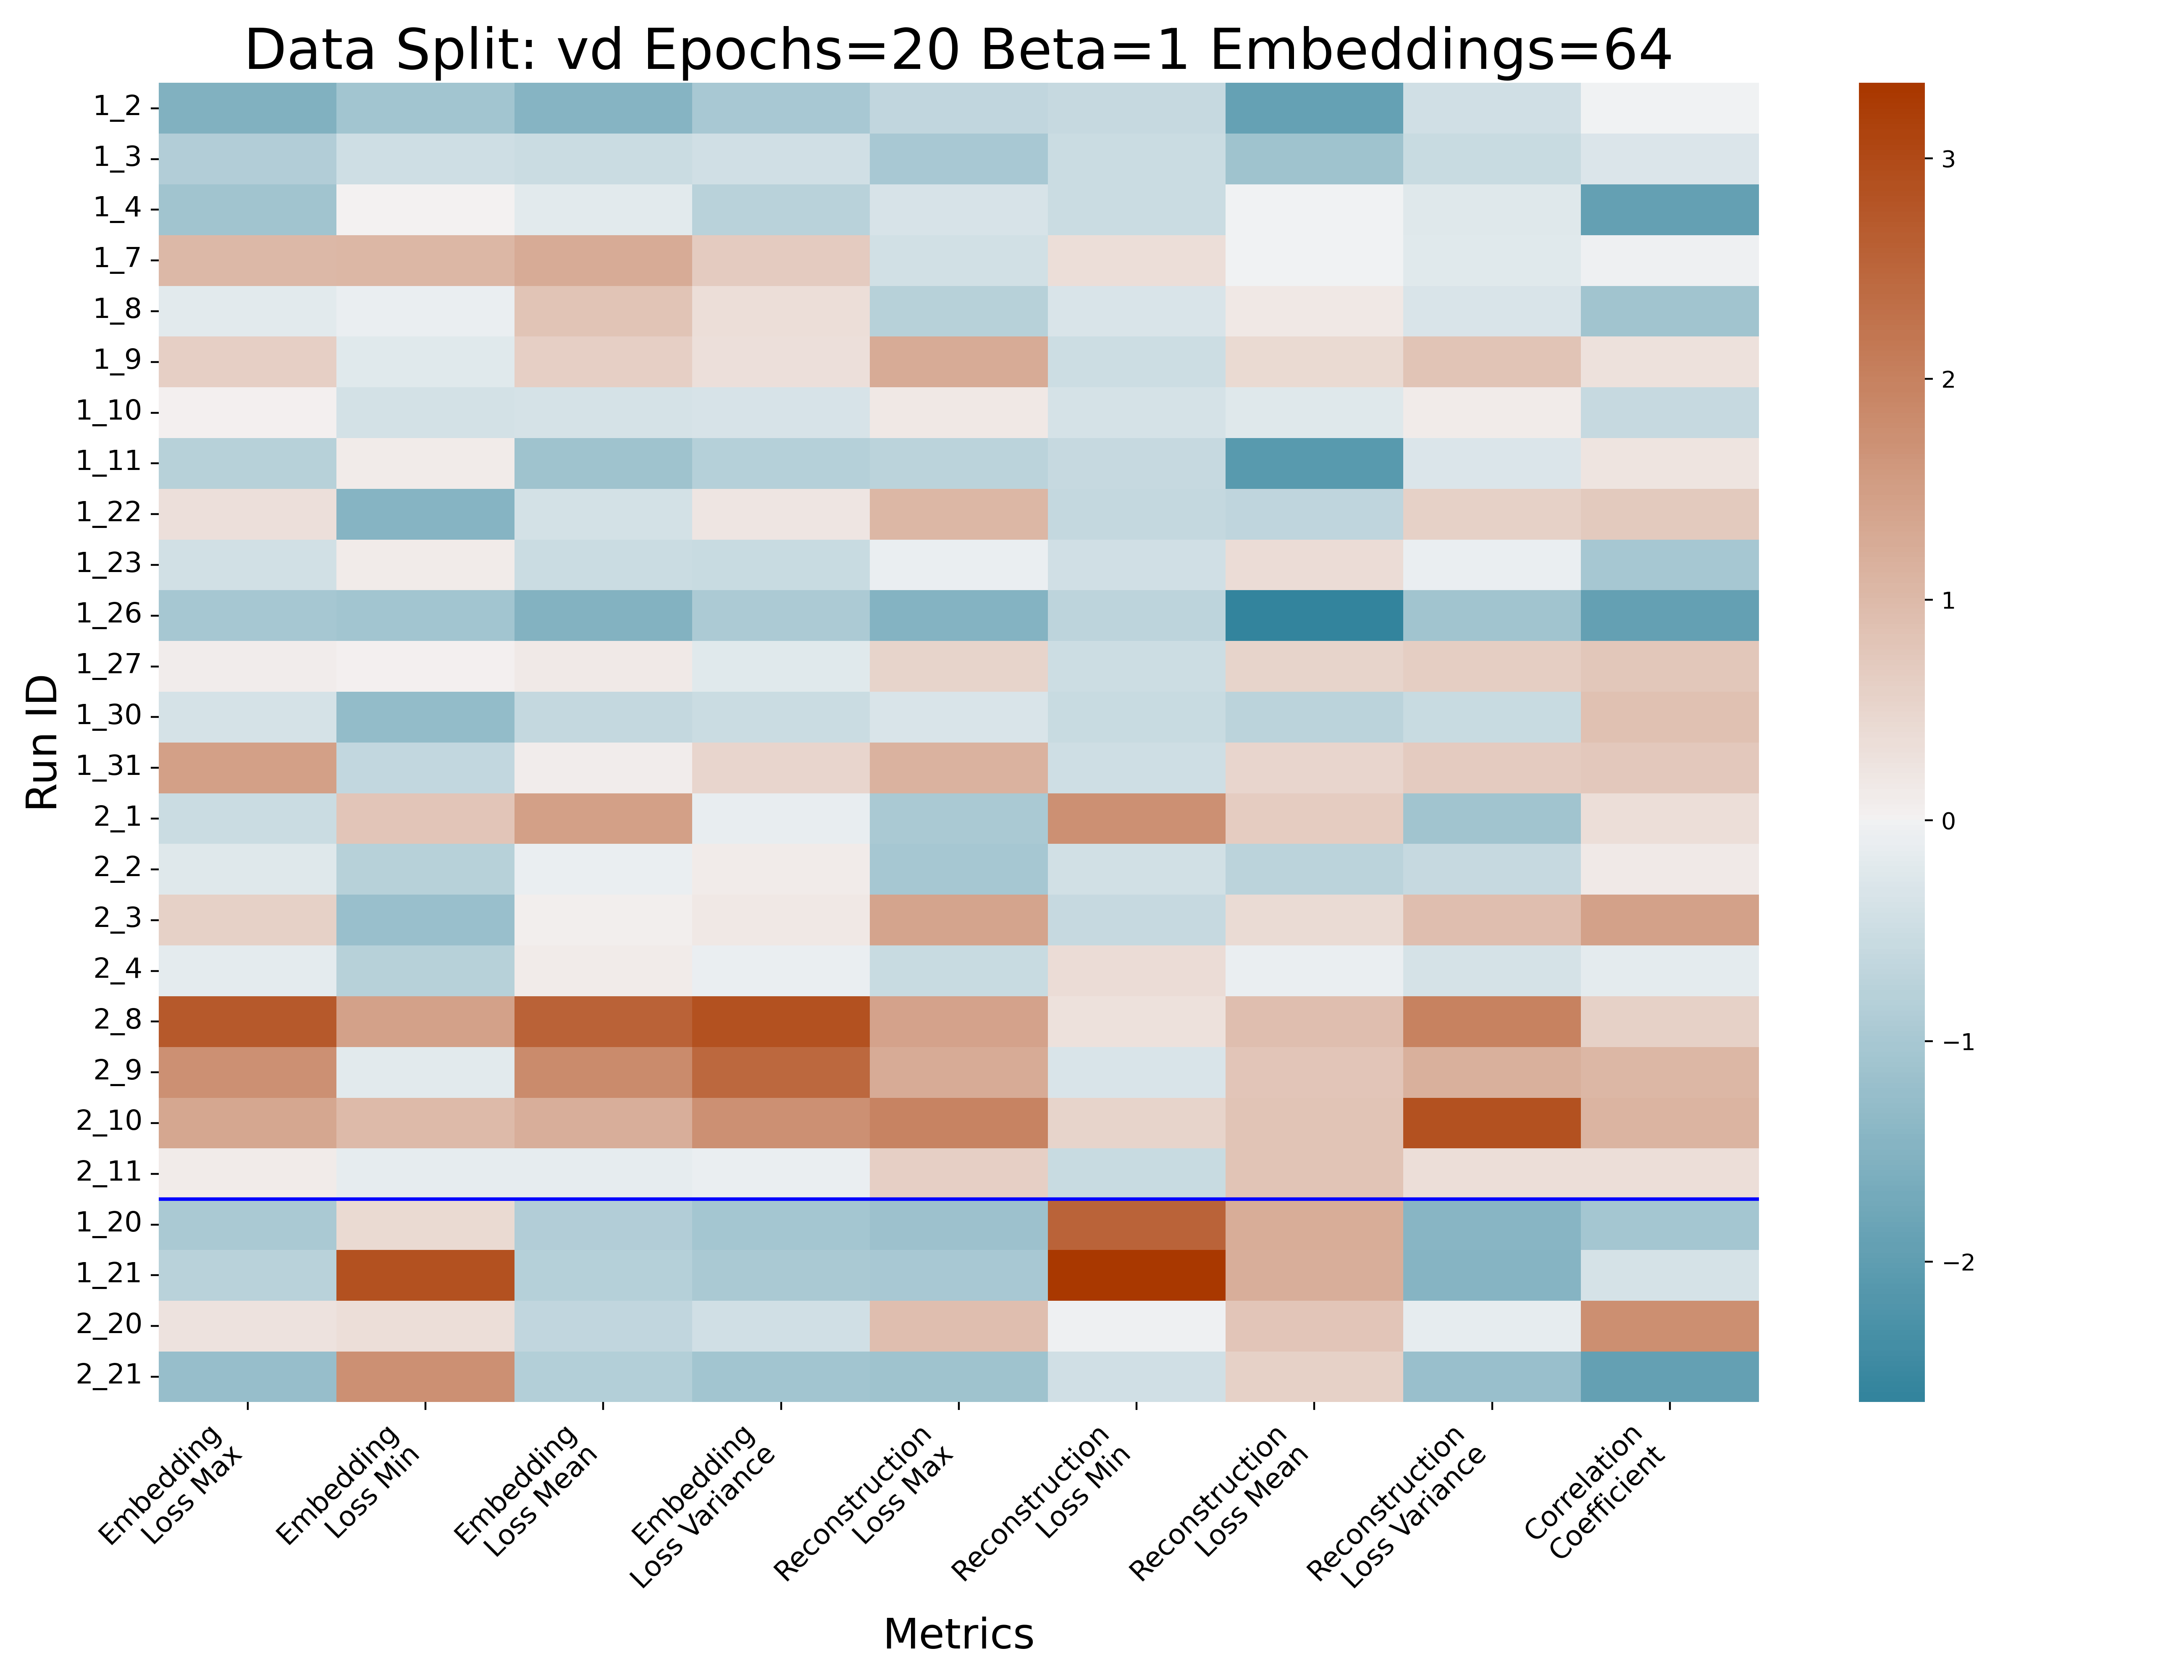 Data Split: vd Epochs=20 Beta=1 Embeddings=64
Run ID
1_2
1_3
1_4
1_7
1_8
1_9
1_10
1_11
1_22
1_23
1_26
1_27
1_30
1_31
2_1
2_2
2_3
2_4
2_8
2_9
2_10
2_11
1_20
1_21
2_20
2_21
Embedding
Loss Max
Embedding
Loss Min
Embedding
Loss Mean
Embedding
Loss Variance
Reconstruction
Loss Max
Reconstruction
Loss Min
Reconstruction
Loss Mean
Reconstruction
Loss Variance
Correlation
Coefficient
Metrics
3
2
1
0
−1
−2